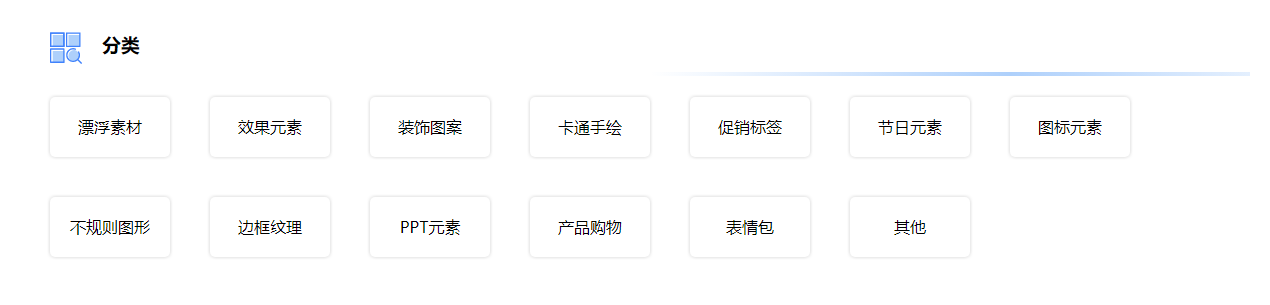 分类
漂浮素材 效果元素 装饰图案 卡通手绘 促销标签 节日元素 图标元素
不规则图形 边框纹理 PPT元素 产品购物 表情包 其他